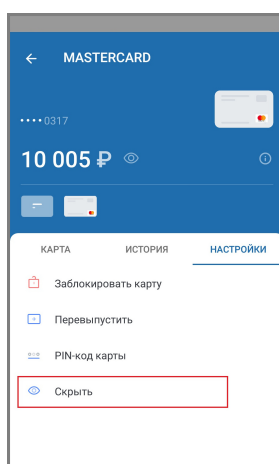 MASTERCARD
•••• 0317
10 005 ₽
КАРТА ИСТОРИЯ НАСТРОЙКИ
Заблокировать карту
Перевыпустить
PIN-код карты
Скрыть